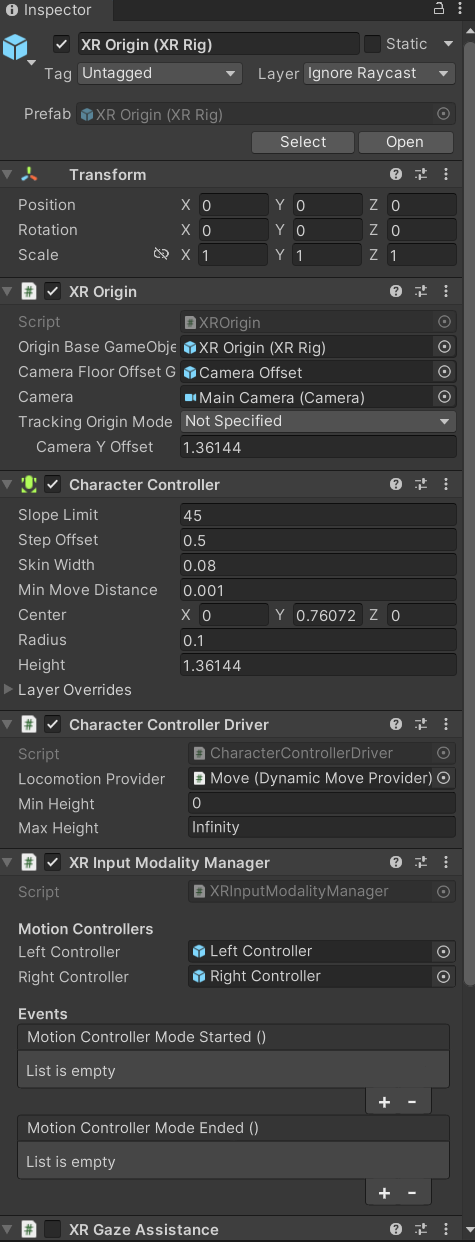 Inspector
XR Origin (XR Rig) Static
Tag Untagged Layer Ignore Raycast
Prefab XR Origin (XR Rig)
Select Open
Transform
Position X 0 Y 0 Z 0
Rotation X 0 Y 0 Z 0
Scale X 1 Y 1 Z 1
XR Origin
Script XROrigin
Origin Base GameObje XR Origin (XR Rig)
Camera Floor Offset G Camera Offset
Camera Main Camera (Camera)
Tracking Origin Mode Not Specified
Camera Y Offset 1.36144
Character Controller
Slope Limit 45
Step Offset 0.5
Skin Width 0.08
Min Move Distance 0.001
Center X 0 Y 0.76072 Z 0
Radius 0.1
Height 1.36144
Layer Overrides
Character Controller Driver
Script CharacterControllerDriver
Locomotion Provider Move (Dynamic Move Provider)
Min Height 0
Max Height Infinity
XR Input Modality Manager
Script XRInputModalityManager
Motion Controllers
Left Controller Left Controller
Right Controller Right Controller
Events
Motion Controller Mode Started ()
List is empty
+ -
Motion Controller Mode Ended ()
List is empty
+ -
XR Gaze Assistance